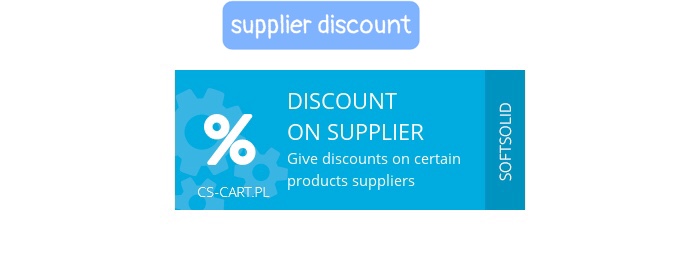 supplier discount
DISCOUNT
ON SUPPLIER
Give discounts on certain
products suppliers
%
CS-CART.PL
SOFTSOLID